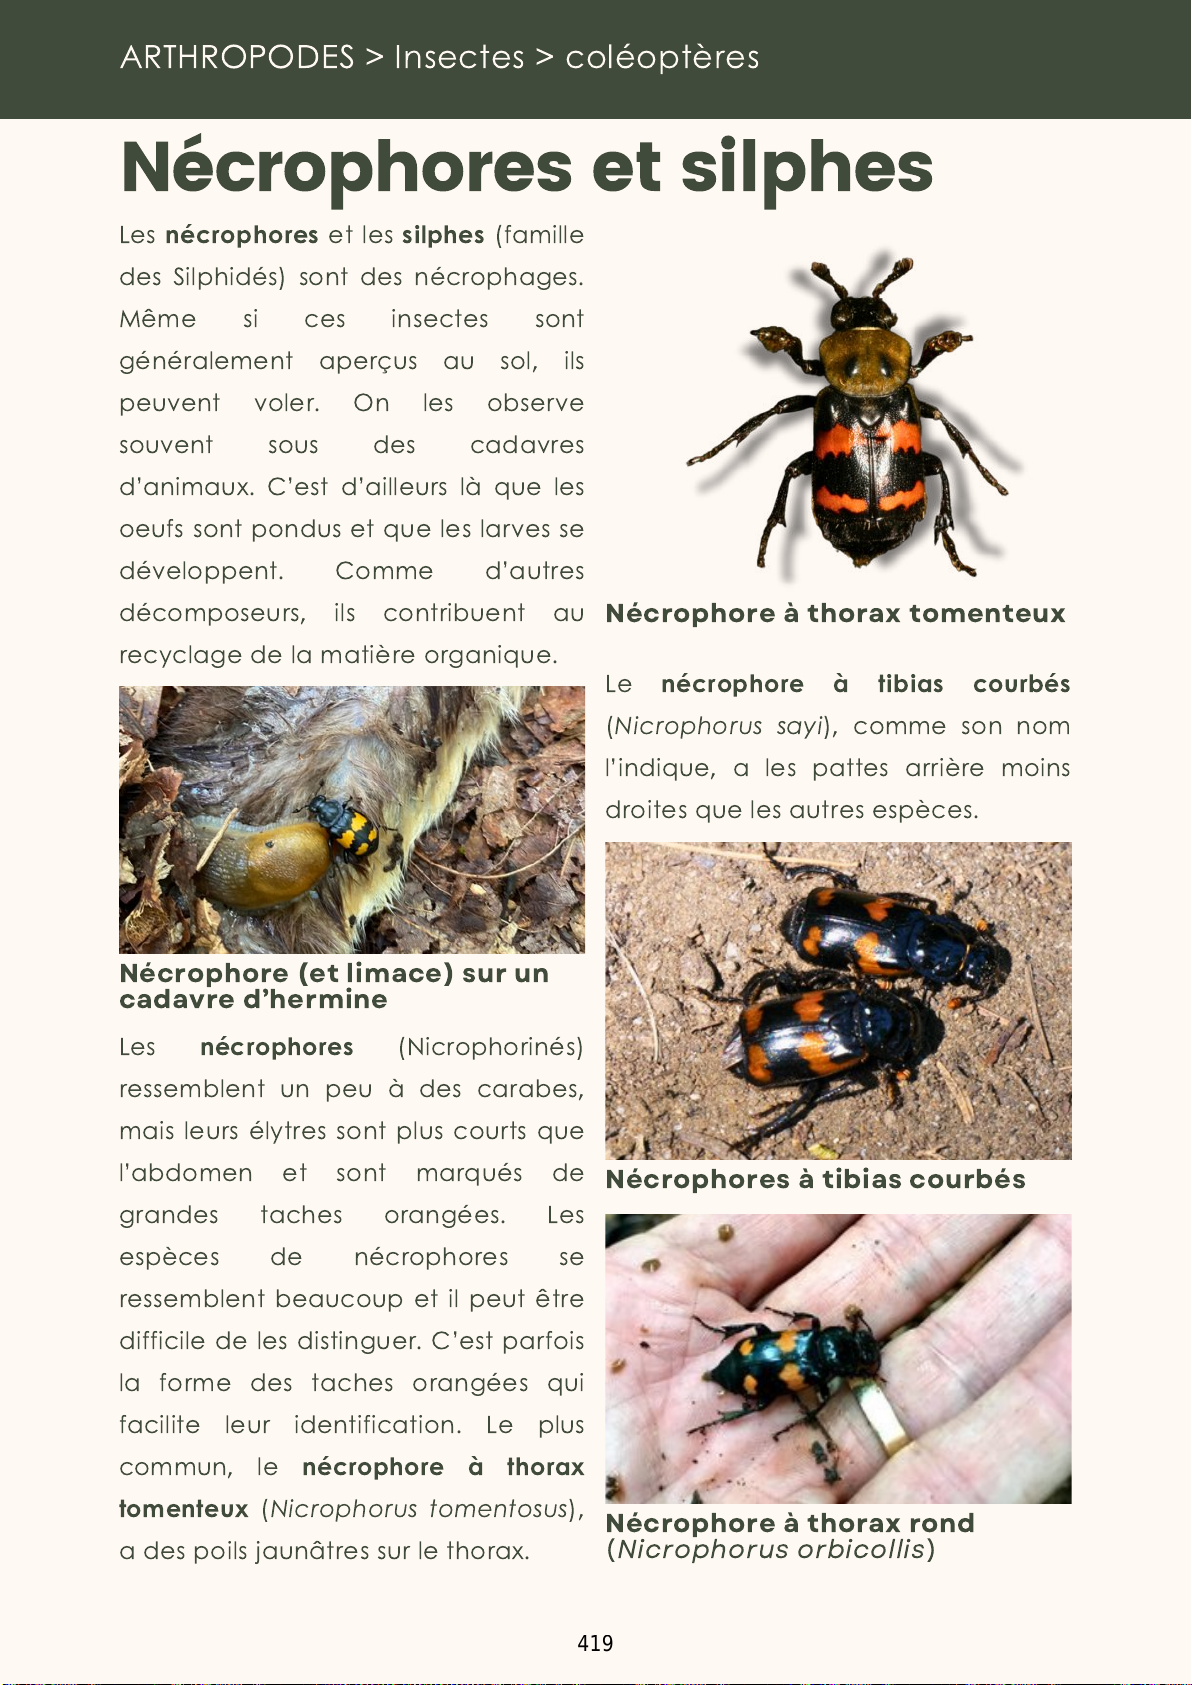 ARTHROPODES > Insectes > coléoptères
Nécrophores et silphes
Les nécrophores et les silphes (famille
des Silphidés) sont des nécrophages.
Même si ces insectes sont
généralement aperçus au sol, ils
peuvent voler. On les observe
souvent sous des cadavres
d'animaux. C'est d'ailleurs là que les
oeufs sont pondus et que les larves se
développent. Comme d'autres
décomposeurs, ils contribuent au
recyclage de la matière organique.
Nécrophore (et limace) sur un
cadavre d'hermine
Les nécrophores (Nicrophorinés)
ressemblent un peu à des carabes,
mais leurs élytres sont plus courts que
l'abdomen et sont marqués de
grandes taches orangées. Les
espèces de nécrophores se
ressemblent beaucoup et il peut être
difficile de les distinguer. C'est parfois
la forme des taches orangées qui
facilite leur identification. Le plus
commun, le nécrophore à thorax
tomenteux (Nicrophorus tomentosus),
a des poils jaunâtres sur le thorax.
Nécrophore à thorax tomenteux
Le nécrophore à tibias courbés
(Nicrophorus sayi), comme son nom
l'indique, a les pattes arrière moins
droites que les autres espèces.
Nécrophores à tibias courbés
Nécrophore à thorax rond
(Nicrophorus orbicollis)
419